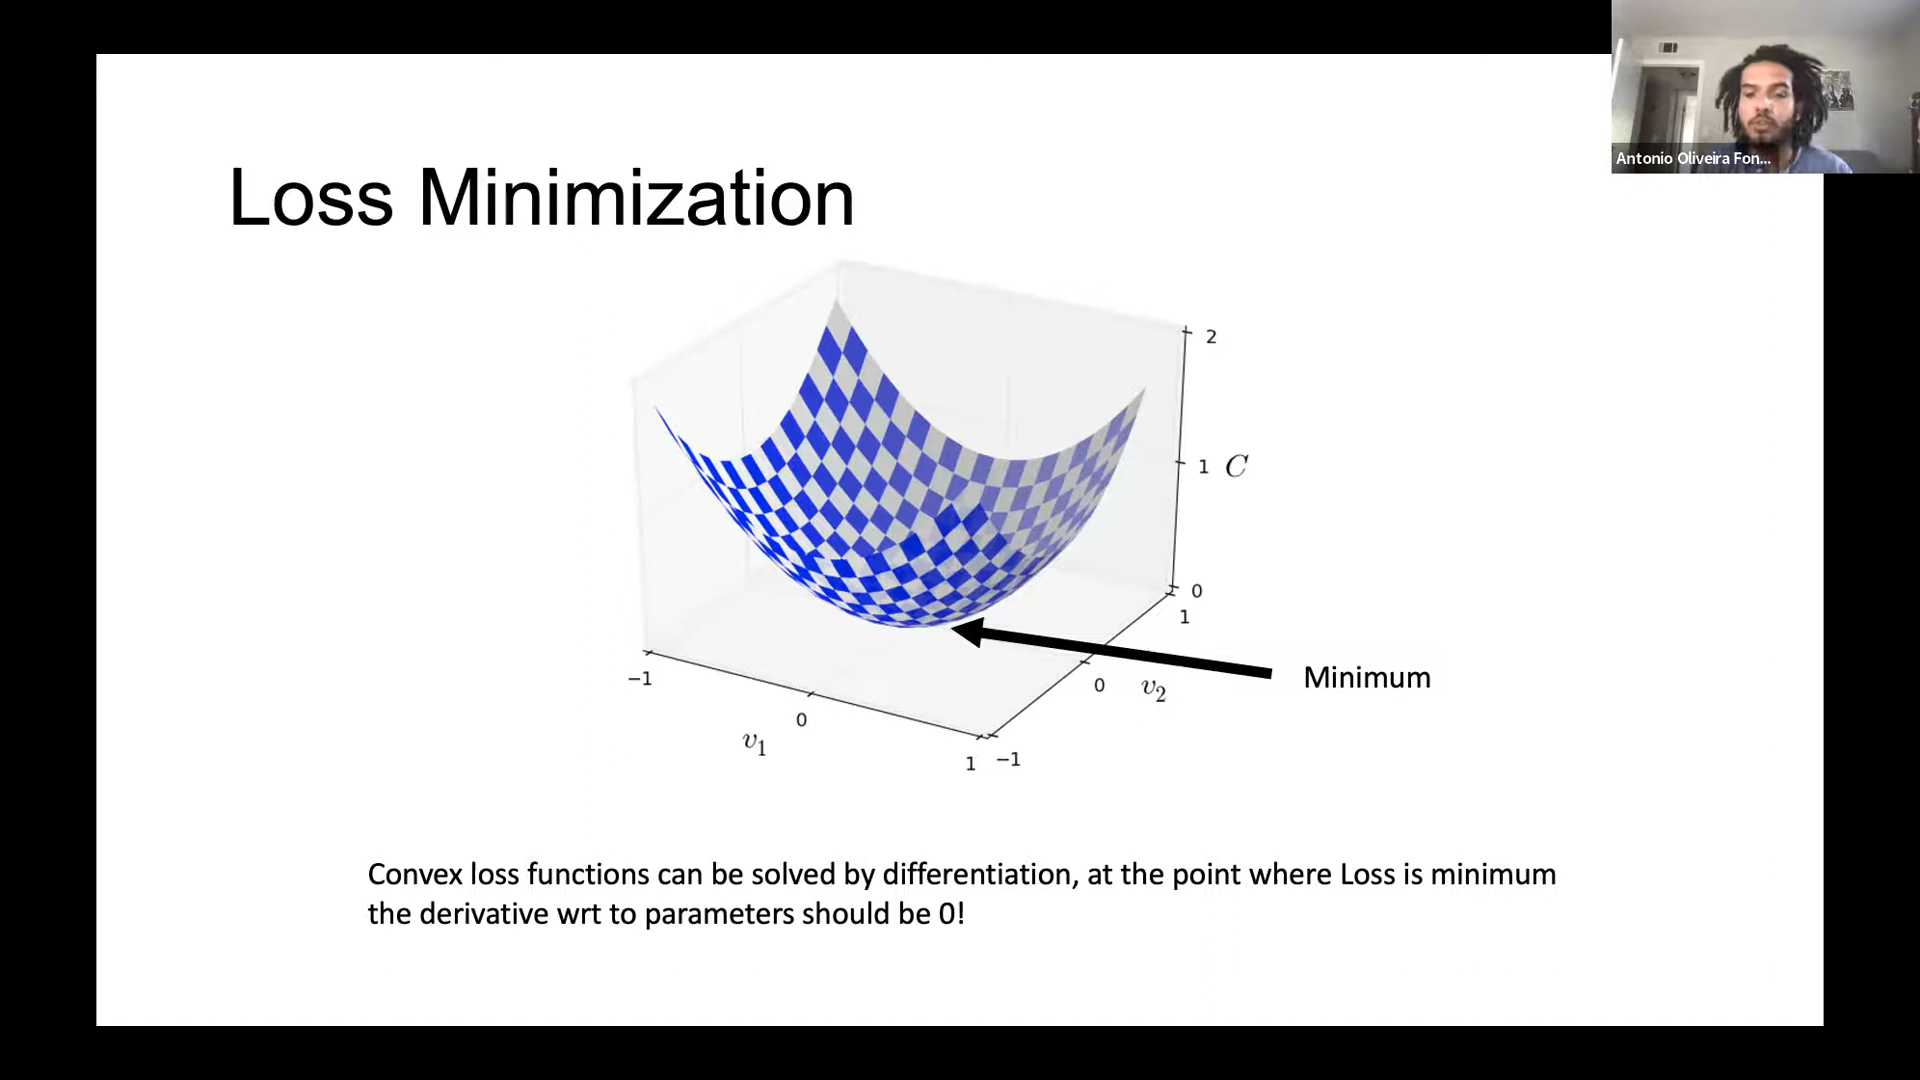 Antonio Oliveira Fon...
Loss Minimization
2
1 C
0
1
0 v2
-1
−1
0
v1
1
Minimum
Convex loss functions can be solved by differentiation, at the point where Loss is minimum
the derivative wrt to parameters should be 0!